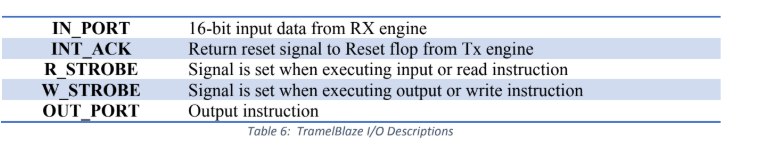 IN_PORT 16-bit input data from RX engine
INT_ACK Return reset signal to Reset flop from Tx engine
R_STROBE Signal is set when executing input or read instruction
W_STROBE Signal is set when executing output or write instruction
OUT_PORT Output instruction
Table 6: TramelBlaze I/O Descriptions